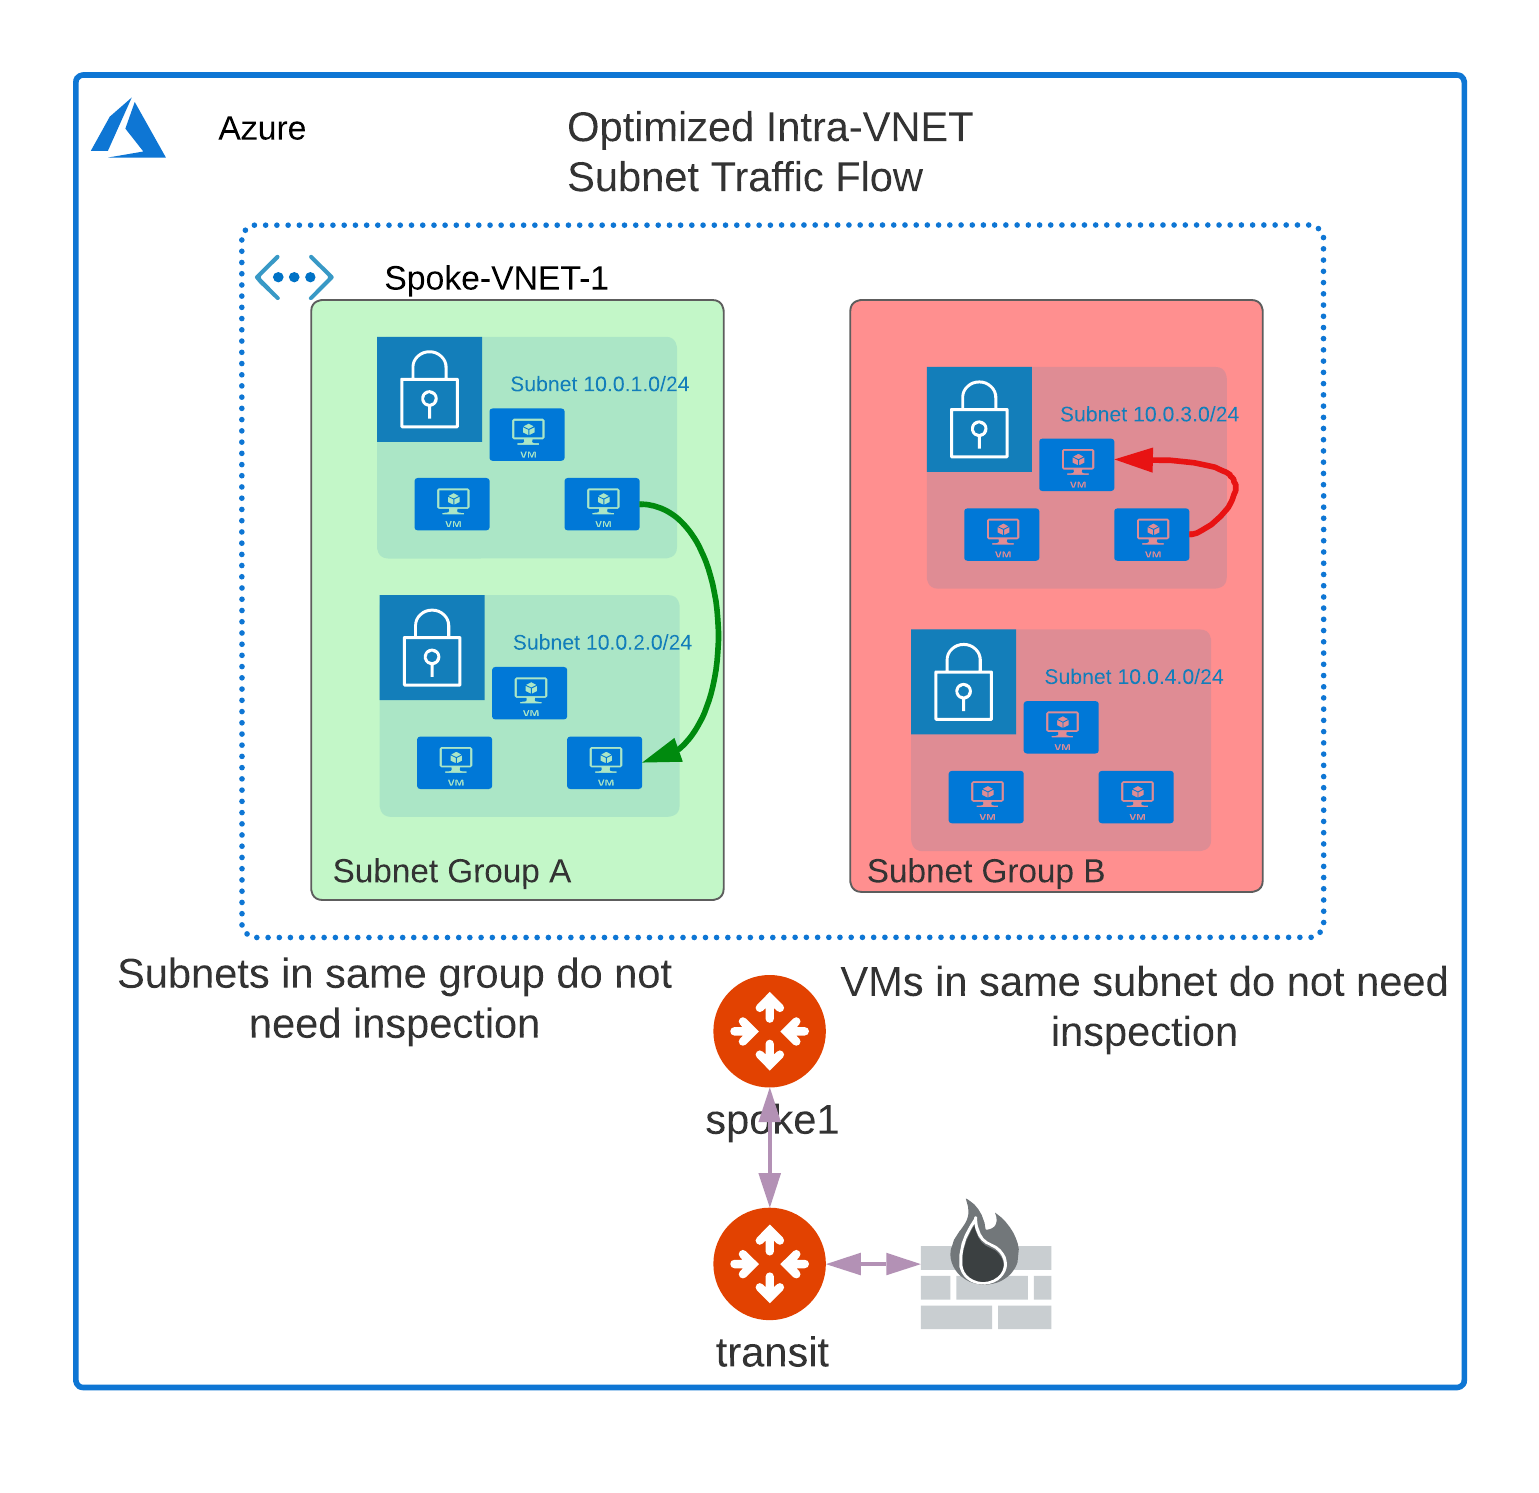 Azure
Optimized Intra-VNET
Subnet Traffic Flow
Spoke-VNET-1
Subnet 10.0.1.0/24
VM
VM
VM
Subnet 10.0.2.0/24
VM
VM
VM
Subnet Group A
Subnet 10.0.3.0/24
VM
VM
VM
Subnet 10.0.4.0/24
VM
VM
VM
Subnet Group B
Subnets in same group do not
need inspection
VMs in same subnet do not need
inspection
spoke1
transit